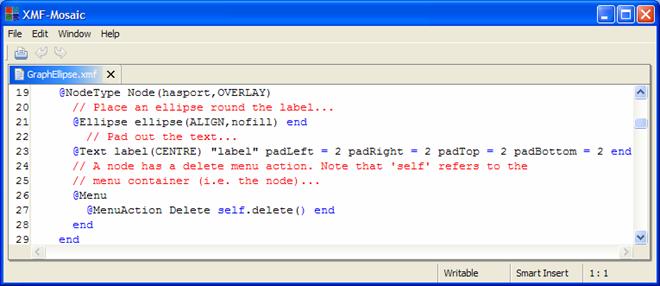 XMF-Mosaic
File Edit Window Help
GraphElipse.xmf
19 @NodeType Node(hasport,OVERLAY)
20 // Place an ellipse round the label...
21 @Ellipse ellipse(ALIGN,nofill) end
22 // Pad out the text...
23 @Text label(CENTRE) "label" padLeft = 2 padRight = 2 padTop = 2 padBottom = 2 end
24 // A node has a delete menu action. Note that 'self' refers to the
25 // menu container (i.e. the node)...
26 @Menu
27 @MenuAction Delete self.delete() end
28 end
29 end
Writable Smart Insert 1 : 1